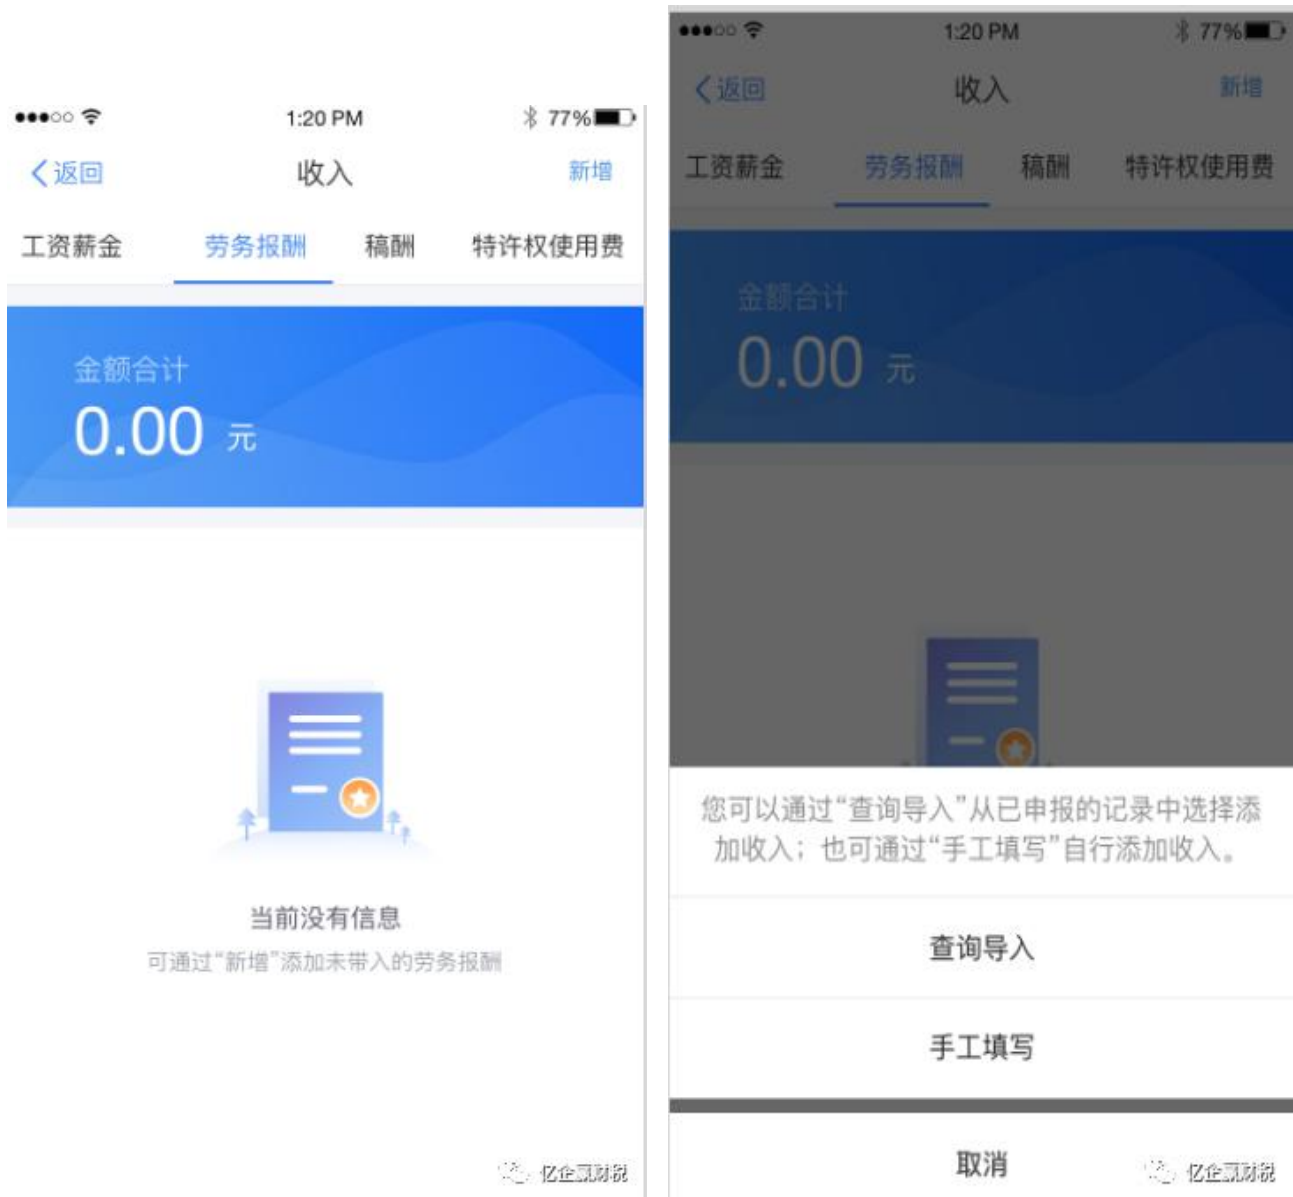 1:20 PM
77%
返回
收入
新增
工资薪金
劳务报酬
稿酬
特许权使用费
金额合计
0.00 元
当前没有信息
可通过“新增”添加未带入的劳务报酬
亿企赢财税
1:20 PM
77%
返回
收入
新增
工资薪金
劳务报酬
稿酬
特许权使用费
金额合计
0.00 元
您可以通过“查询导入”从已申报的记录中选择添
加收入；也可通过“手工填写”自行添加收入。
查询导入
手工填写
取消
亿企赢财税